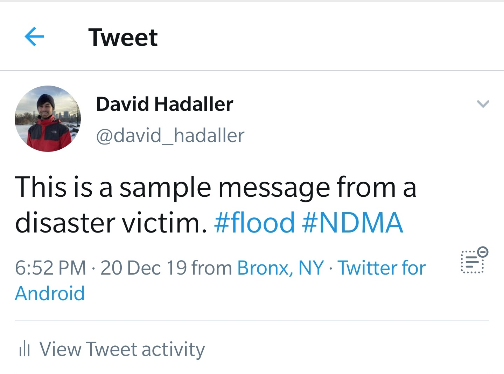 Tweet
David Hadaller
@david_hadaller
This is a sample message from a
disaster victim. #flood #NDMA
6:52 PM · 20 Dec 19 from Bronx, NY · Twitter for
Android
View Tweet activity